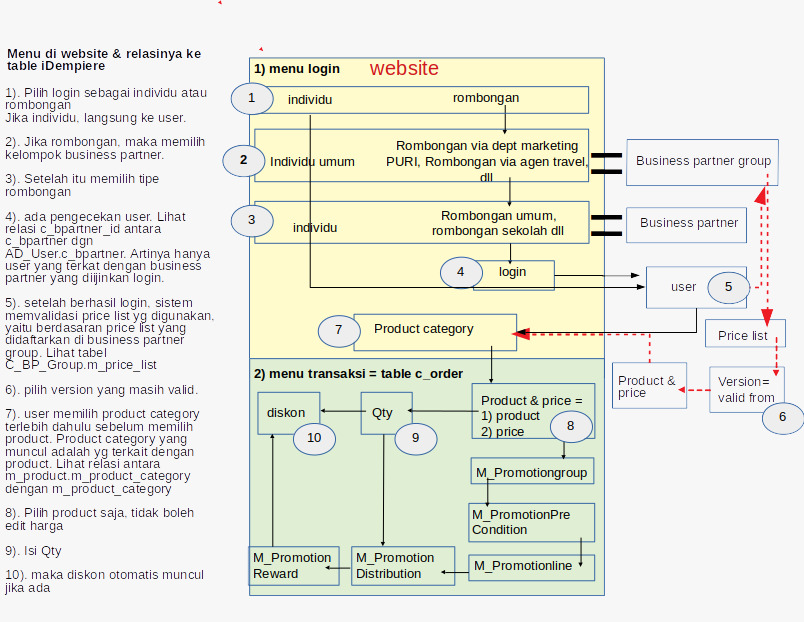 Menu di website & relasinya ke
table iDempiere
1). Pilih login sebagai individu atau
rombongan
Jika individu, langsung ke user.
2). Jika rombongan, maka memilih
kelompok business partner.
3). Setelah itu memilih tipe
rombongan
4). ada pengecekan user. Lihat
relasi c_bpartner_id antara
c_bpartner dgn
AD_User.c_bpartner. Artinya hanya
user yang terkat dengan business
partner yang diijinkan login.
5). setelah berhasil login, sistem
memvalidasi price list yg digunakan,
yaitu berdasaran price list yang
didaftarkan di business partner
group. Lihat tabel
C_BP_Group.m_price_list
6). pilih version yang masih valid.
7). user memilih product category
terlebih dahulu sebelum memilih
product. Product category yang
muncul adalah yg terkait dengan
product. Lihat relasi antara
m_product.m_product_category
dengan m_product_category
8). Pilih product saja, tidak boleh
edit harga
9). Isi Qty
10). maka diskon otomatis muncul
jika ada
1) menu login
website
1
individu
rombongan
2
Individu umum
Rombongan via dept marketing
PURI, Rombongan via agen travel,
dll
Business partner group
3
individu
Rombongan umum,
rombongan sekolah dll
Business partner
4
login
user
5
7
Product category
Price list
Product &
price
Version=
valid from
6
2) menu transaksi = table c_order
diskon
10
Qty
9
Product & price =
1) product
2) price
8
M_Promotiongroup
M_PromotionPre
Condition
M_Promotionline
M_Promotion
Distribution
M_Promotion
Reward